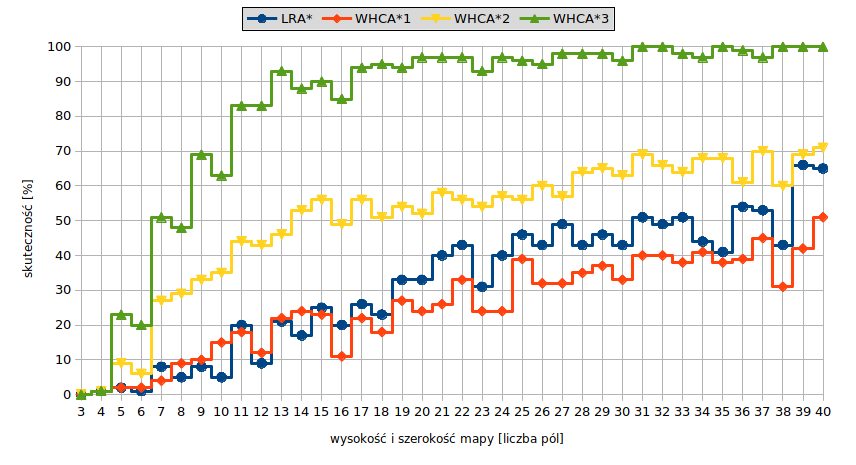 LRA* WHCA*1 WHCA*2 WHCA*3
100
90
80
70
60
50
40
30
20
10
0
skuteczność [%]
3 4 5 6 7 8 9 10 11 12 13 14 15 16 17 18 19 20 21 22 23 24 25 26 27 28 29 30 31 32 33 34 35 36 37 38 39 40
wysokość i szerokość mapy [liczba pól]